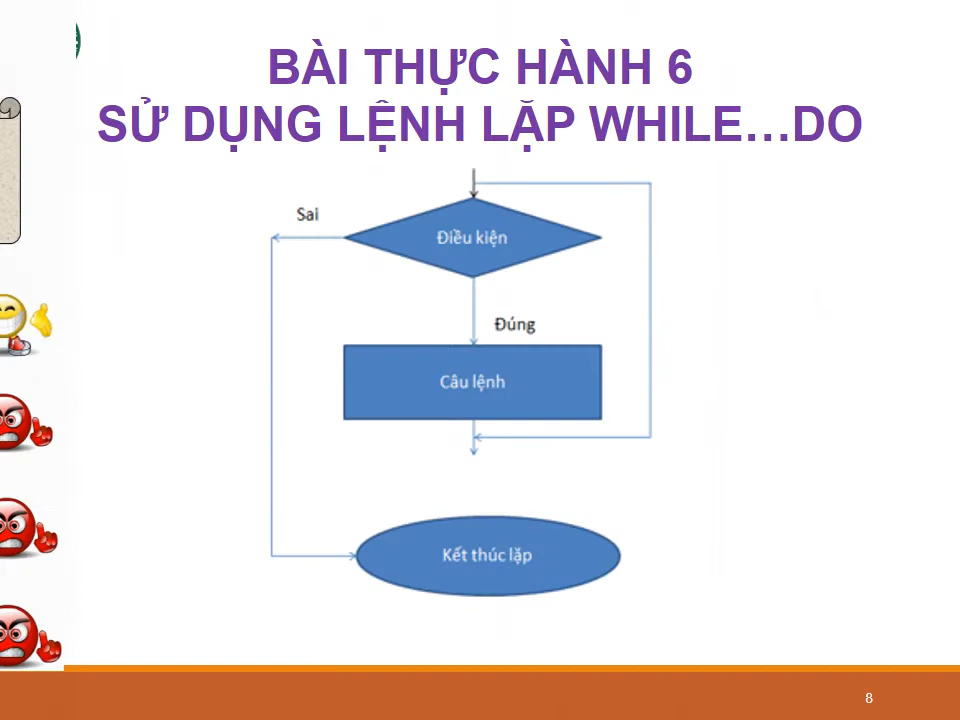 BÀI THỰC HÀNH 6
SỬ DỤNG LỆNH LẶP WHILE...DO
Sai
Điều kiện
Đúng
Câu lệnh
Kết thúc lặp
8